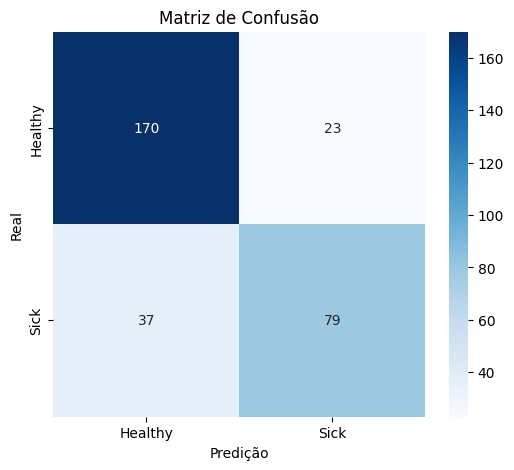 Matriz de Confusão
Real
Healthy
Sick
170
23
37
79
Healthy
Sick
Predição
160
140
120
100
80
60
40